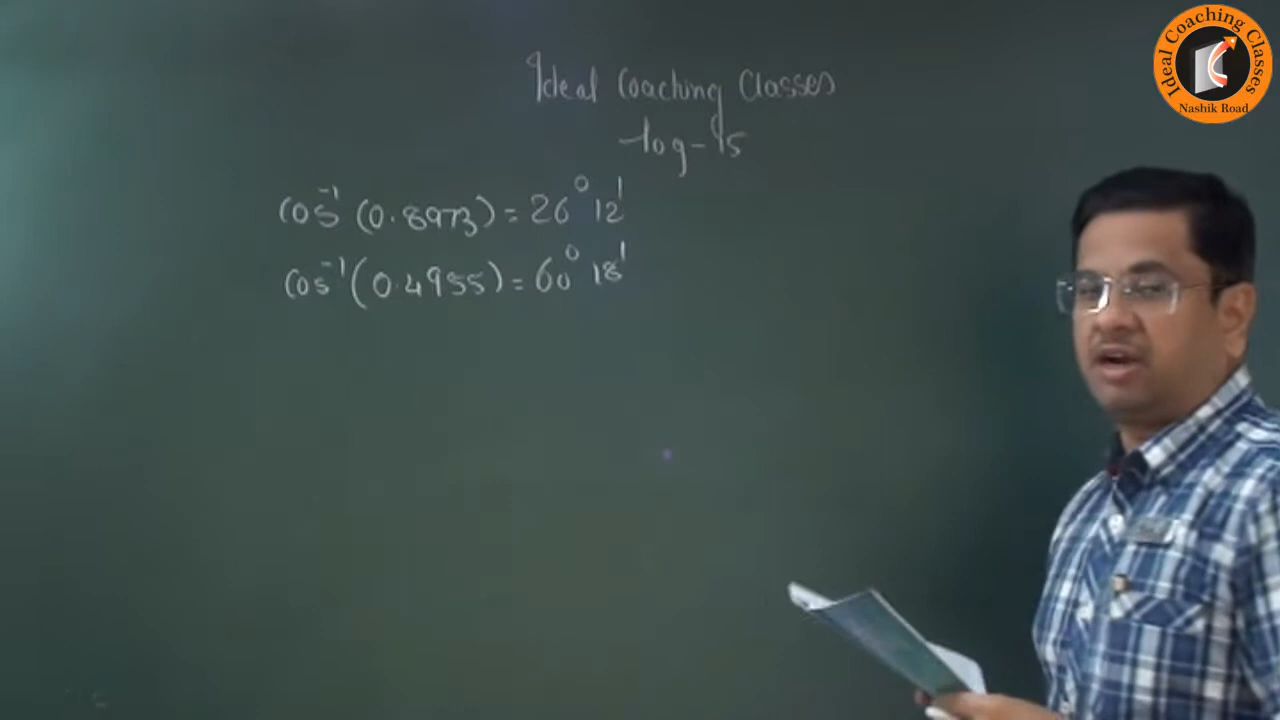 Ideal Coaching Classes
Nashik Road
Ideal Coaching Classes
log-15
cos⁻¹(0.8973) = 26° 12'
cos⁻¹(0.4955) = 60° 18'